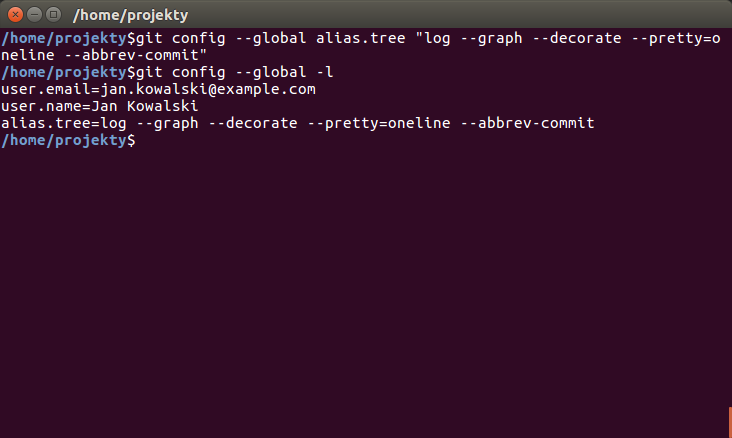 /home/projekty
/home/projekty$git config --global alias.tree "log --graph --decorate --pretty=o
neline --abbrev-commit"
/home/projekty$git config --global -l
user.email=jan.kowalski@example.com
user.name=Jan Kowalski
alias.tree=log --graph --decorate --pretty=oneline --abbrev-commit
/home/projekty$